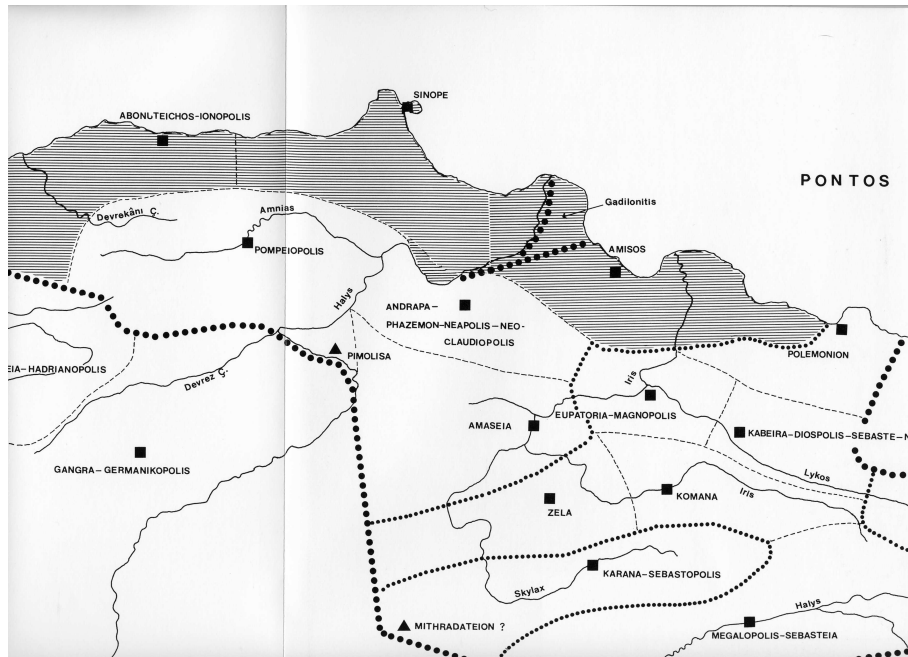 SINOPE
ABONUTEICHOS-IONOPOLIS
PONTOS
Gadilonitis
Devrekâni Ç.
Amnias
POMPEIOPOLIS
AMISOS
Halys
ANDRAPA-
PHAZEMON-NEAPOLIS-NEO-
CLAUDIOPOLIS
POLEMONION
PIMOLISA
EIA-HADRIANOPOLIS
Devrez Ç.
Iris
EUPATORIA-MAGNOPOLIS
AMASEIA
KABEIRA-DIOSPOLIS-SEBASTE-N
GANGRA-GERMANIKOPOLIS
Lykos
KOMANA
Iris
ZELA
KARANA-SEBASTOPOLIS
Skylax
Halys
MITHRADATEION ?
MEGALOPOLIS-SEBASTEIA